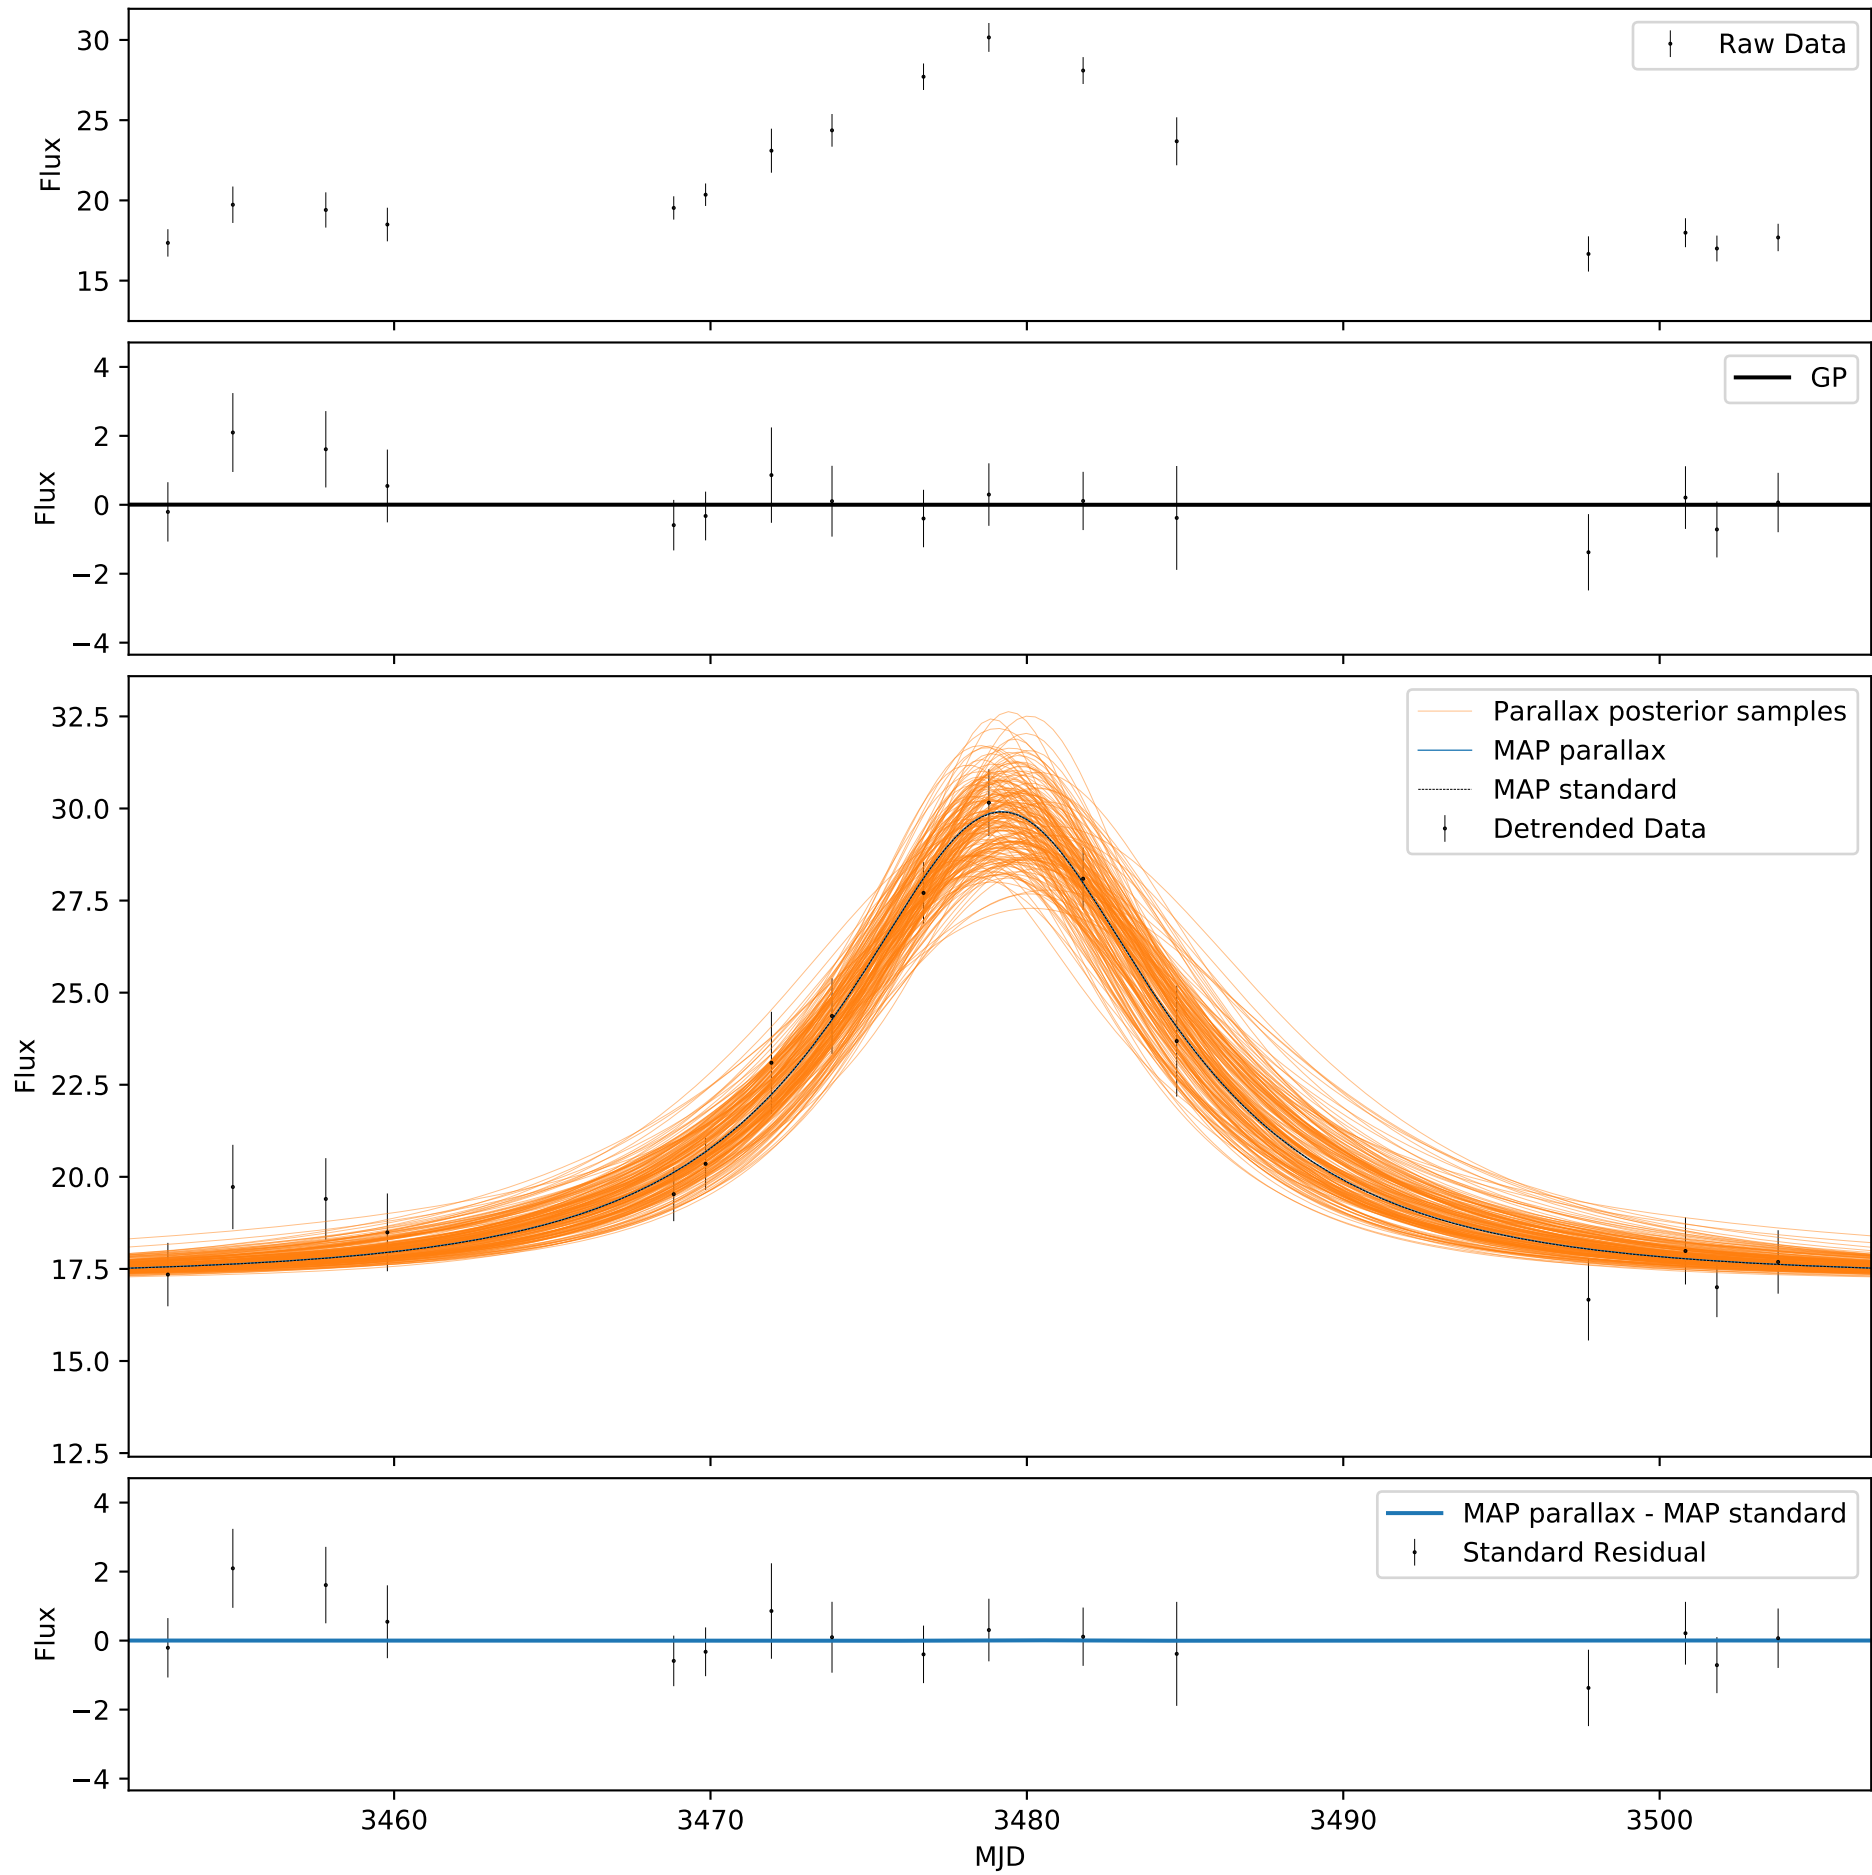 Flux
30
25
20
15
Raw Data
Flux
4
2
0
−2
−4
GP
Flux
32.5
30.0
27.5
25.0
22.5
20.0
17.5
15.0
12.5
Parallax posterior samples
MAP parallax
MAP standard
Detrended Data
Flux
4
2
0
−2
−4
MAP parallax - MAP standard
Standard Residual
3460 3470 3480 3490 3500
MJD